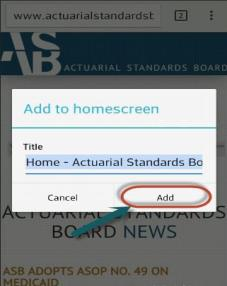 www.actuarialstandardst
2
ASB
ACTUARIAL STANDARDS BOARD
Add to homescreen
Title
Home - Actuarial Standards Bo
Cancel
Add
ACTUARIAL STANDARDS
BOARD NEWS
ASB ADOPTS ASOP NO. 49 ON
MEDICAID